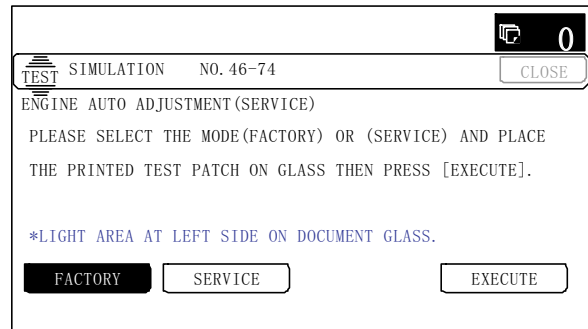 0
TEST SIMULATION NO.46-74 CLOSE
ENGINE AUTO ADJUSTMENT(SERVICE)
PLEASE SELECT THE MODE(FACTORY) OR (SERVICE) AND PLACE
THE PRINTED TEST PATCH ON GLASS THEN PRESS [EXECUTE].
*LIGHT AREA AT LEFT SIDE ON DOCUMENT GLASS.
FACTORY SERVICE EXECUTE